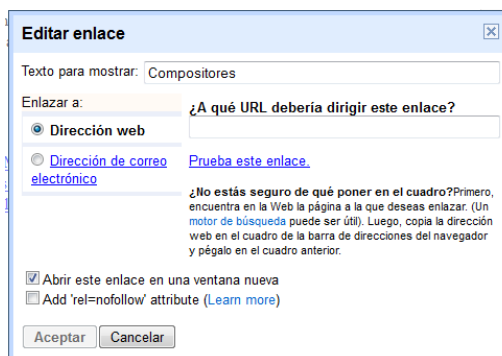 Editar enlace
Texto para mostrar: Compositores
Enlazar a:
¿A qué URL debería dirigir este enlace?
Dirección web
Dirección de correo
electrónico
Prueba este enlace.
¿No estás seguro de qué poner en el cuadro?Primero,
encuentra en la Web la página a la que deseas enlazar. (Un
motor de búsqueda puede ser útil). Luego, copia la dirección
web en el cuadro de la barra de direcciones del navegador
y pégalo en el cuadro anterior.
Abrir este enlace en una ventana nueva
Add 'rel=nofollow' attribute (Learn more)
Aceptar Cancelar